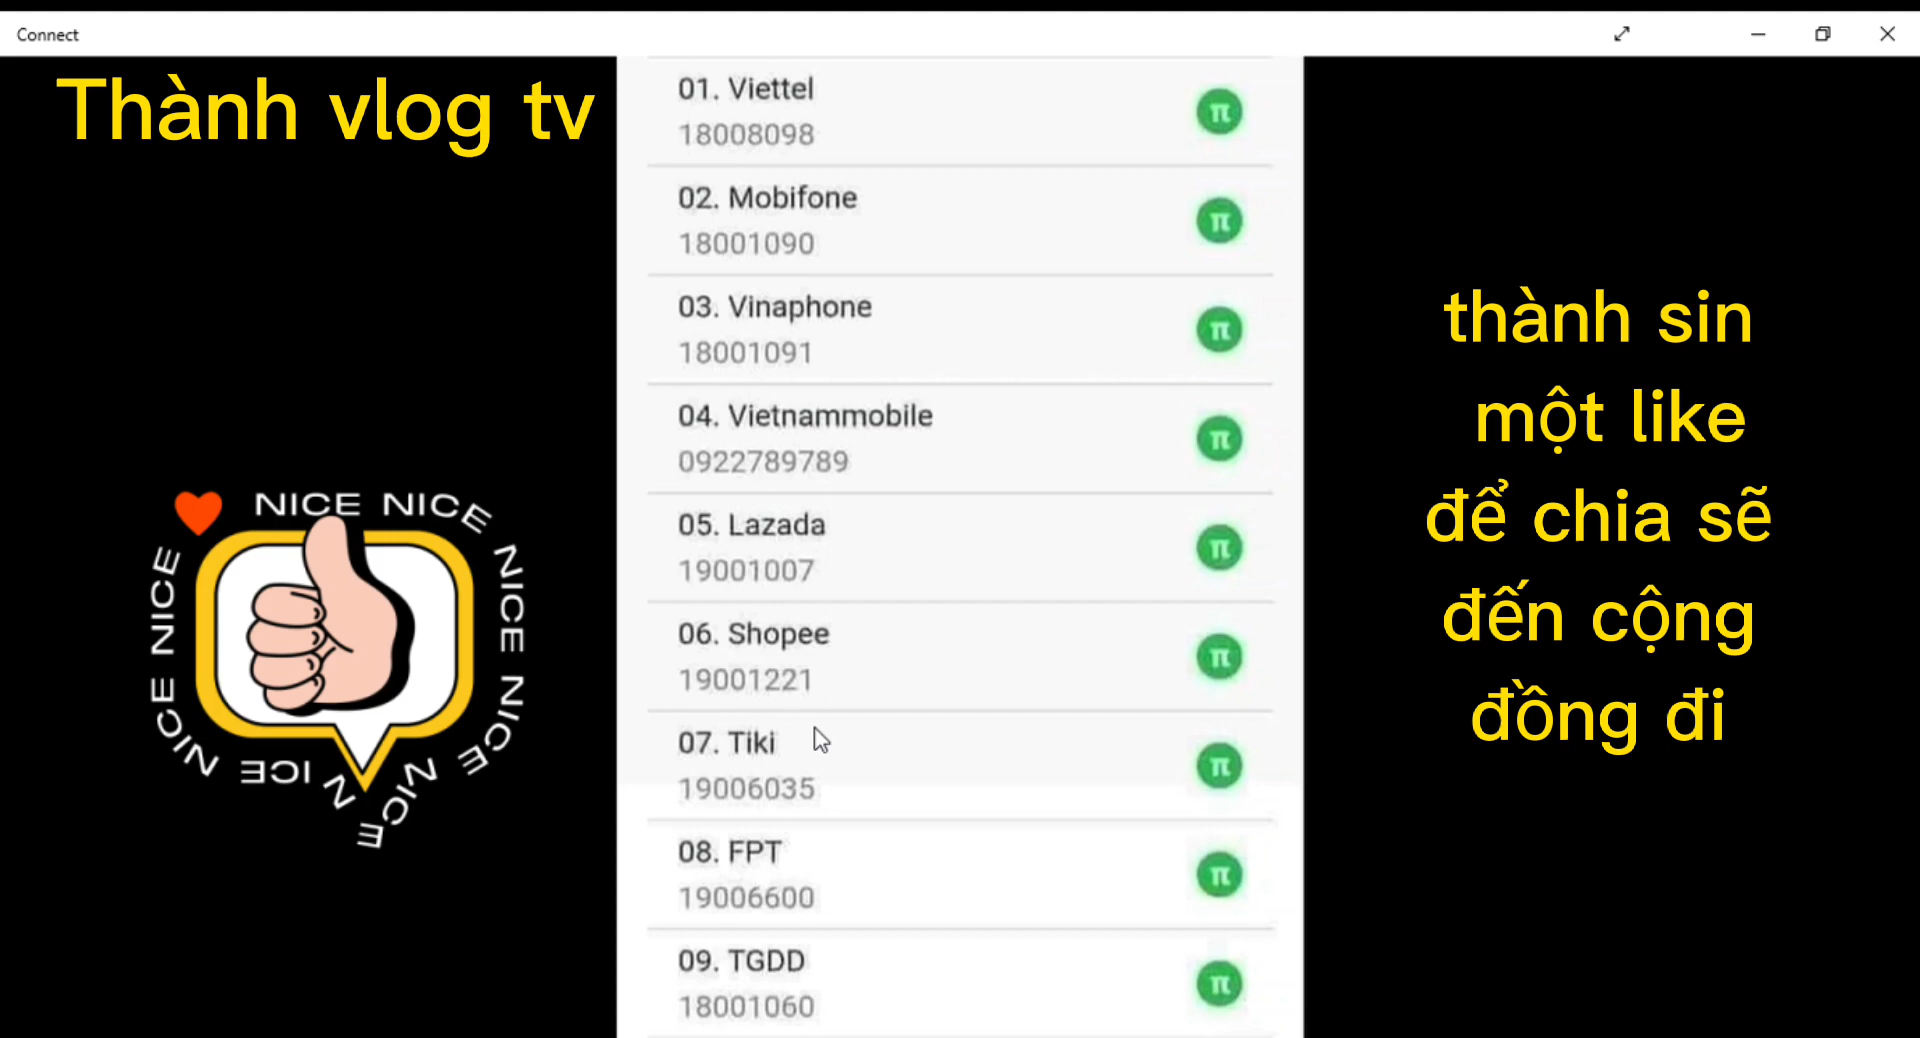 Connect
Thành vlog tv
01. Viettel
18008098
02. Mobifone
18001090
03. Vinaphone
18001091
04. Vietnammobile
0922789789
05. Lazada
19001007
06. Shopee
19001221
07. Tiki
19006035
08. FPT
19006600
09. TGDD
18001060
π
π
π
π
π
π
π
π
π
thành sin
một like
để chia sẽ
đến cộng
đồng đi
NICE NICE NICE NICE NICE NICE NICE NICE